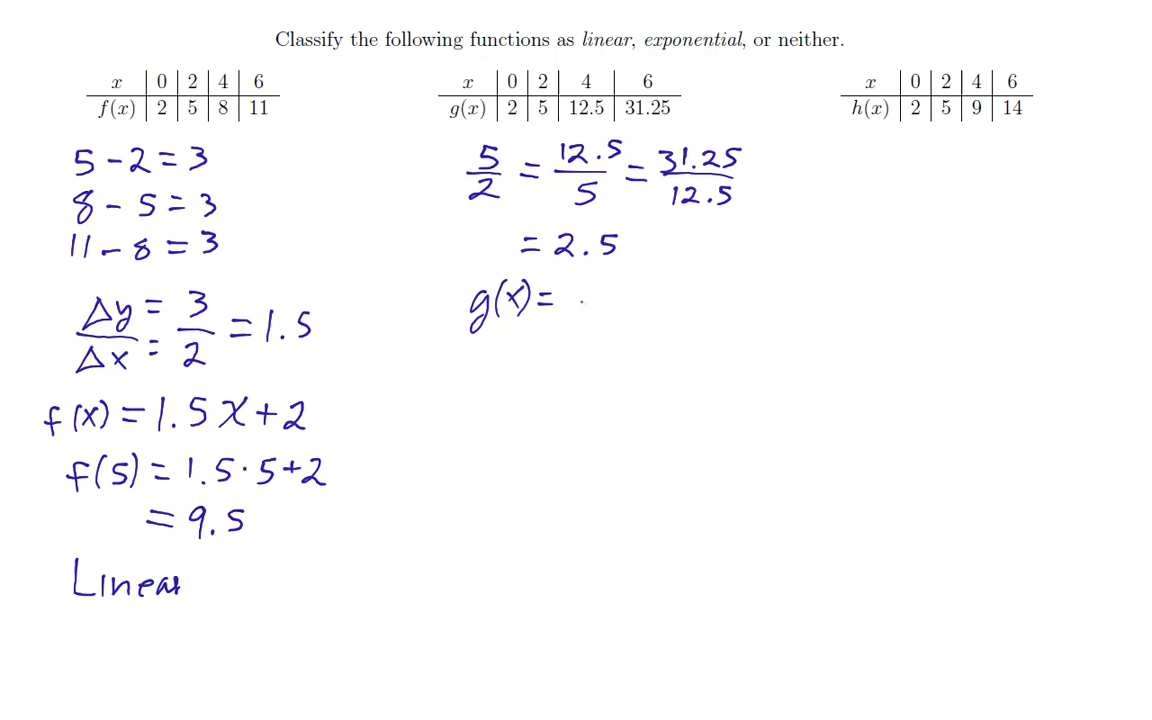 Classify the following functions as linear, exponential, or neither.
x 0 2 4 6
f(x) 2 5 8 11
5 - 2 = 3
8 - 5 = 3
11 - 8 = 3
Δy = 3
Δx = 2 = 1.5
f(x) = 1.5x + 2
f(5) = 1.5 · 5 + 2
= 9.5
Linear
x 0 2 4 6
g(x) 2 5 12.5 31.25
5/2 = 12.5/5 = 31.25/12.5
= 2.5
g(x) =
x 0 2 4 6
h(x) 2 5 9 14